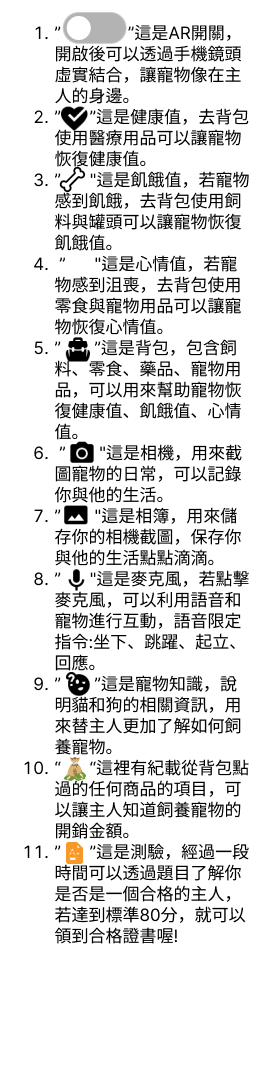 1. " "這是AR開關，
開啟後可以透過手機鏡頭
虛實結合，讓寵物像在主
人的身邊。
2. " "這是健康值，去背包
使用醫療用品可以讓寵物
恢復健康值。
3. " "這是飢餓值，若寵物
感到飢餓，去背包使用飼
料與罐頭可以讓寵物恢復
飢餓值。
4. " "這是心情值，若寵
物感到沮喪，去背包使用
零食與寵物用品可以讓寵
物恢復心情值。
5. " "這是背包，包含飼
料、零食、藥品、寵物用
品，可以用來幫助寵物恢
復健康值、飢餓值、心情
值。
6. " "這是相機，用來截
圖寵物的日常，可以記錄
你與他的生活。
7. " "這是相簿，用來儲
存你的相機截圖，保存你
與他的生活點點滴滴。
8. " "這是麥克風，若點擊
麥克風，可以利用語音和
寵物進行互動，語音限定
指令:坐下、跳躍、起立、
回應。
9. " "這是寵物知識，說
明貓和狗的相關資訊，用
來替主人更加了解如何飼
養寵物。
10. " "這裡有紀載從背包點
過的任何商品的項目，可
以讓主人知道飼養寵物的
開銷金額。
11. " "這是測驗，經過一段
時間可以透過題目了解你
是否是一個合格的主人，
若達到標準80分，就可以
領到合格證書喔!